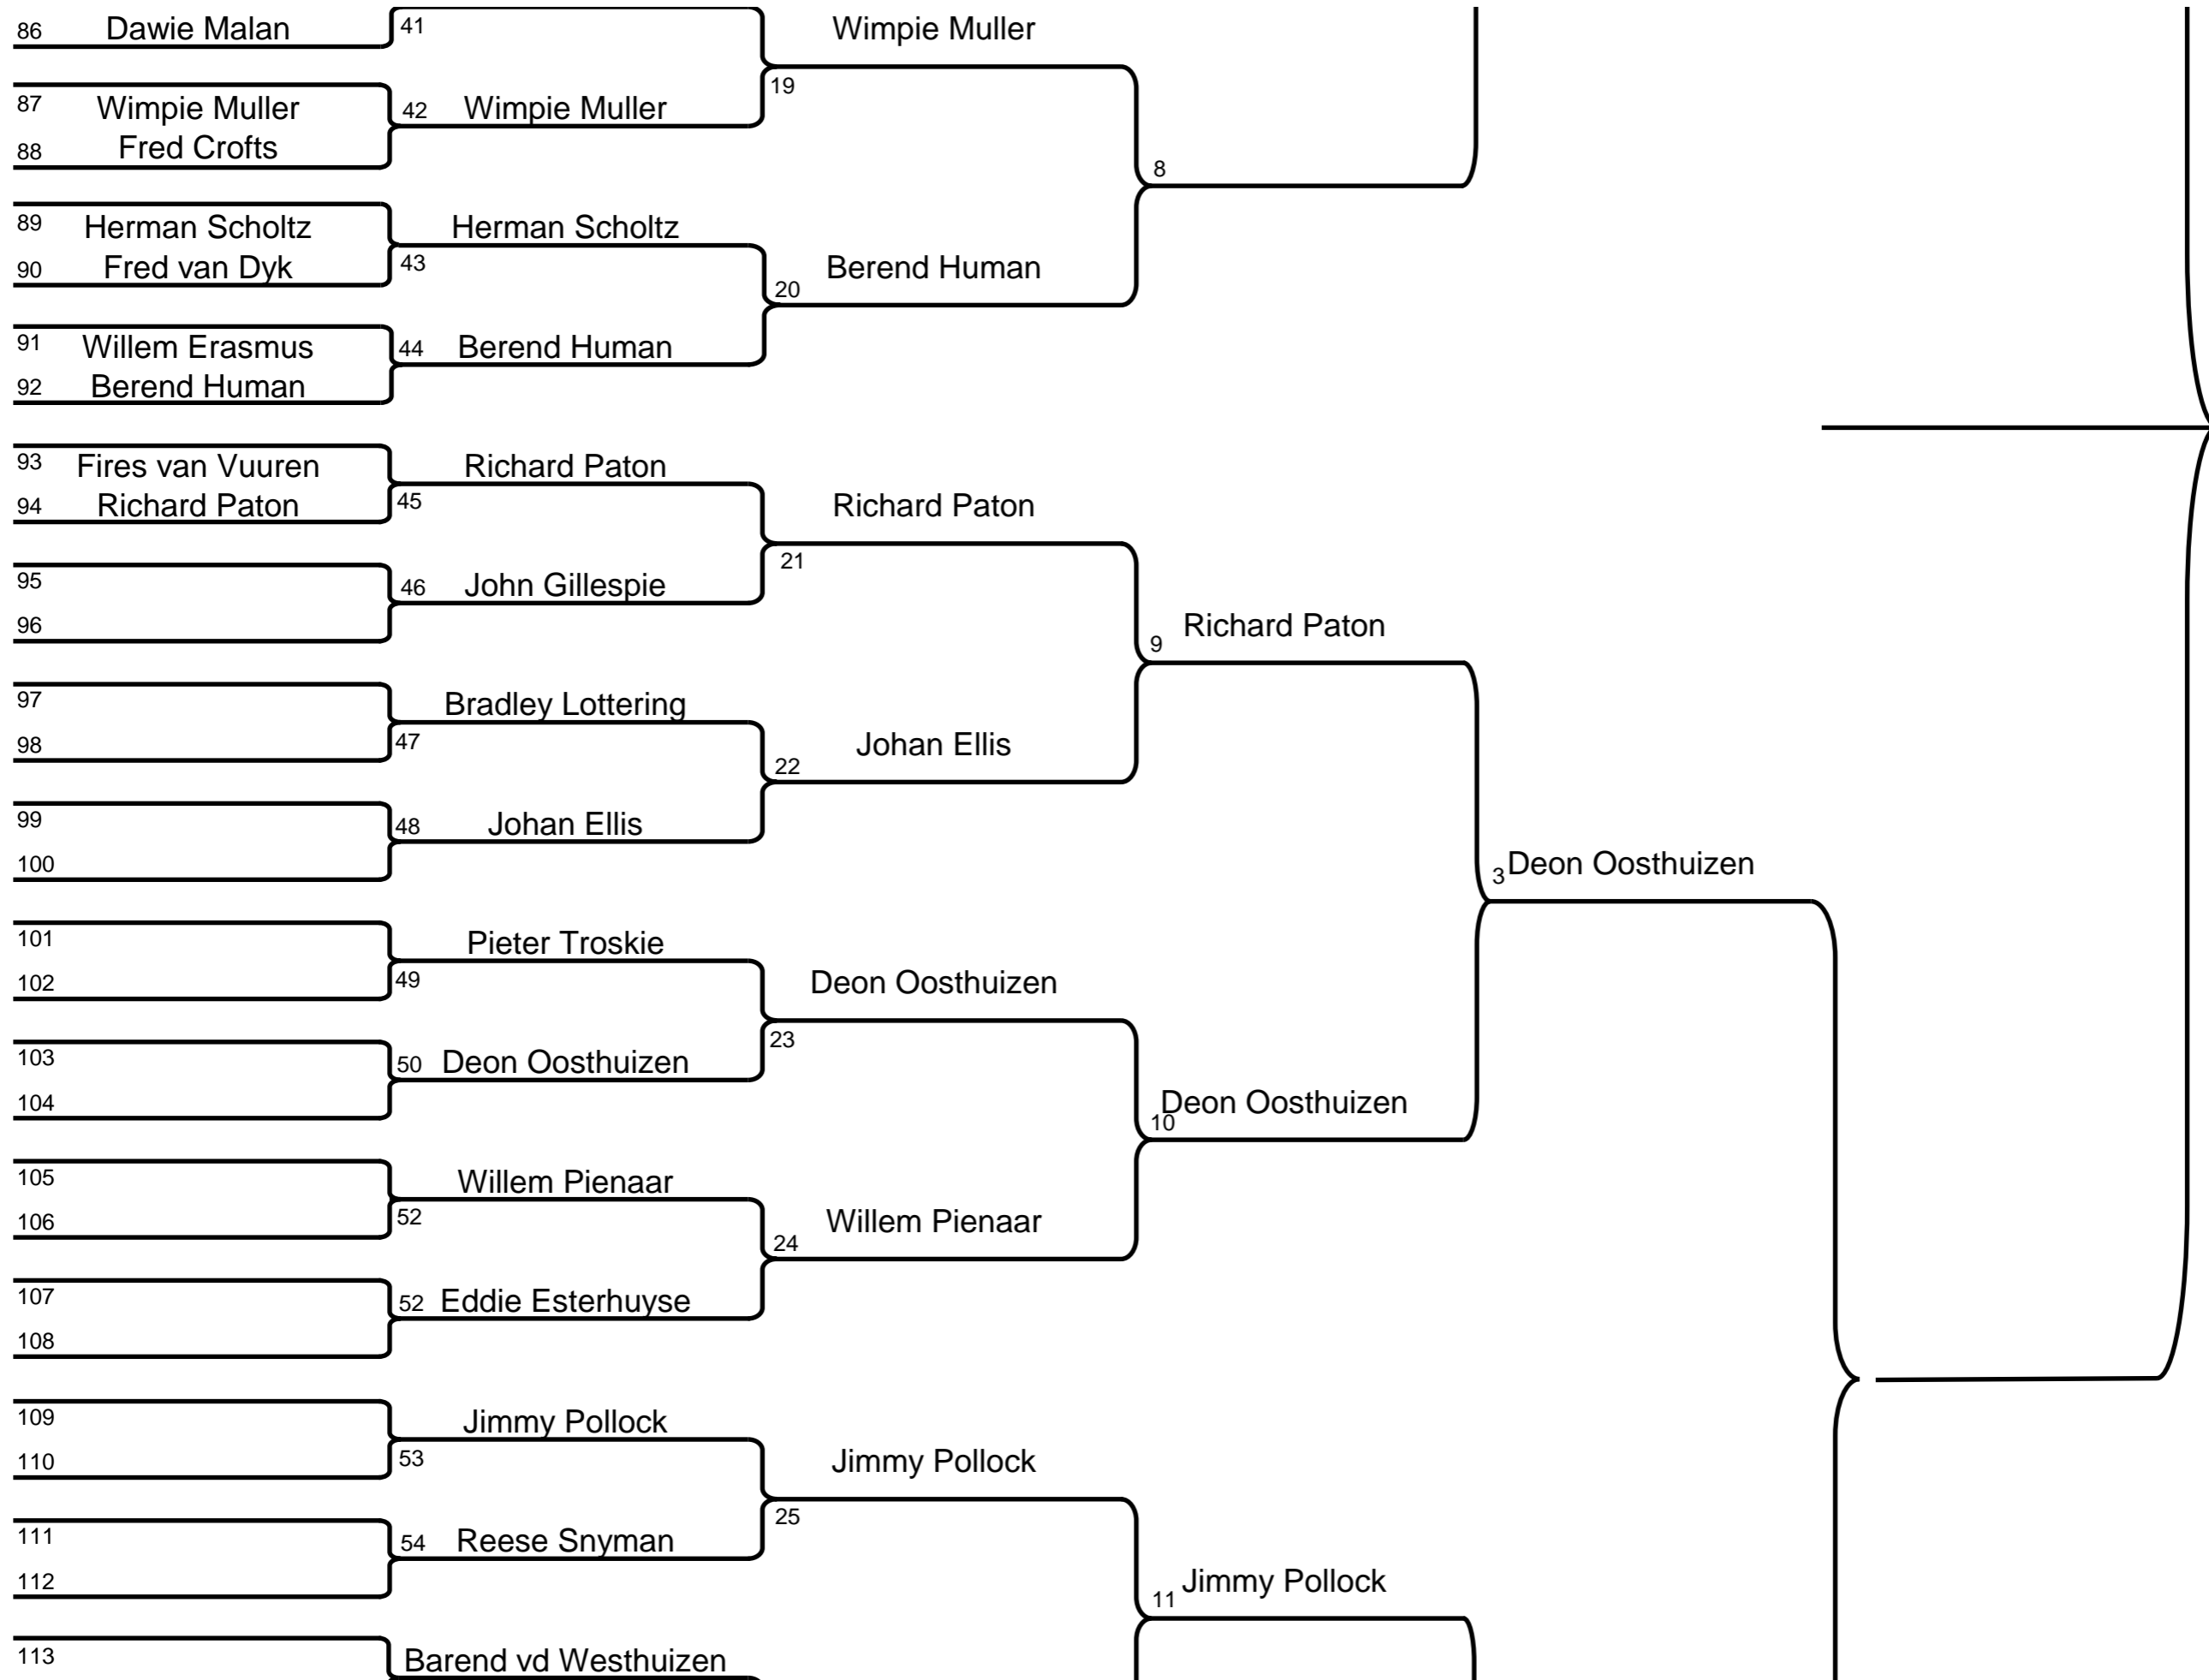 86 Dawie Malan 41 Wimpie Muller
19
87 Wimpie Muller 42 Wimpie Muller
88 Fred Crofts
8
89 Herman Scholtz Herman Scholtz
90 Fred van Dyk 43 Berend Human
20
91 Willem Erasmus 44 Berend Human
92 Berend Human
93 Fires van Vuuren Richard Paton
94 Richard Paton 45 Richard Paton
21
95 46 John Gillespie
96 9 Richard Paton
97 Bradley Lottering
98 47 Johan Ellis
22
99 48 Johan Ellis
100 3 Deon Oosthuizen
101 Pieter Troskie
102 49 Deon Oosthuizen
23
103 50 Deon Oosthuizen
104 10 Deon Oosthuizen
105 Willem Pienaar
106 52 Willem Pienaar
24
107 52 Eddie Esterhuyse
108
109 Jimmy Pollock
110 53 Jimmy Pollock
25
111 54 Reese Snyman
112 11 Jimmy Pollock
113 Barend vd Westhuizen